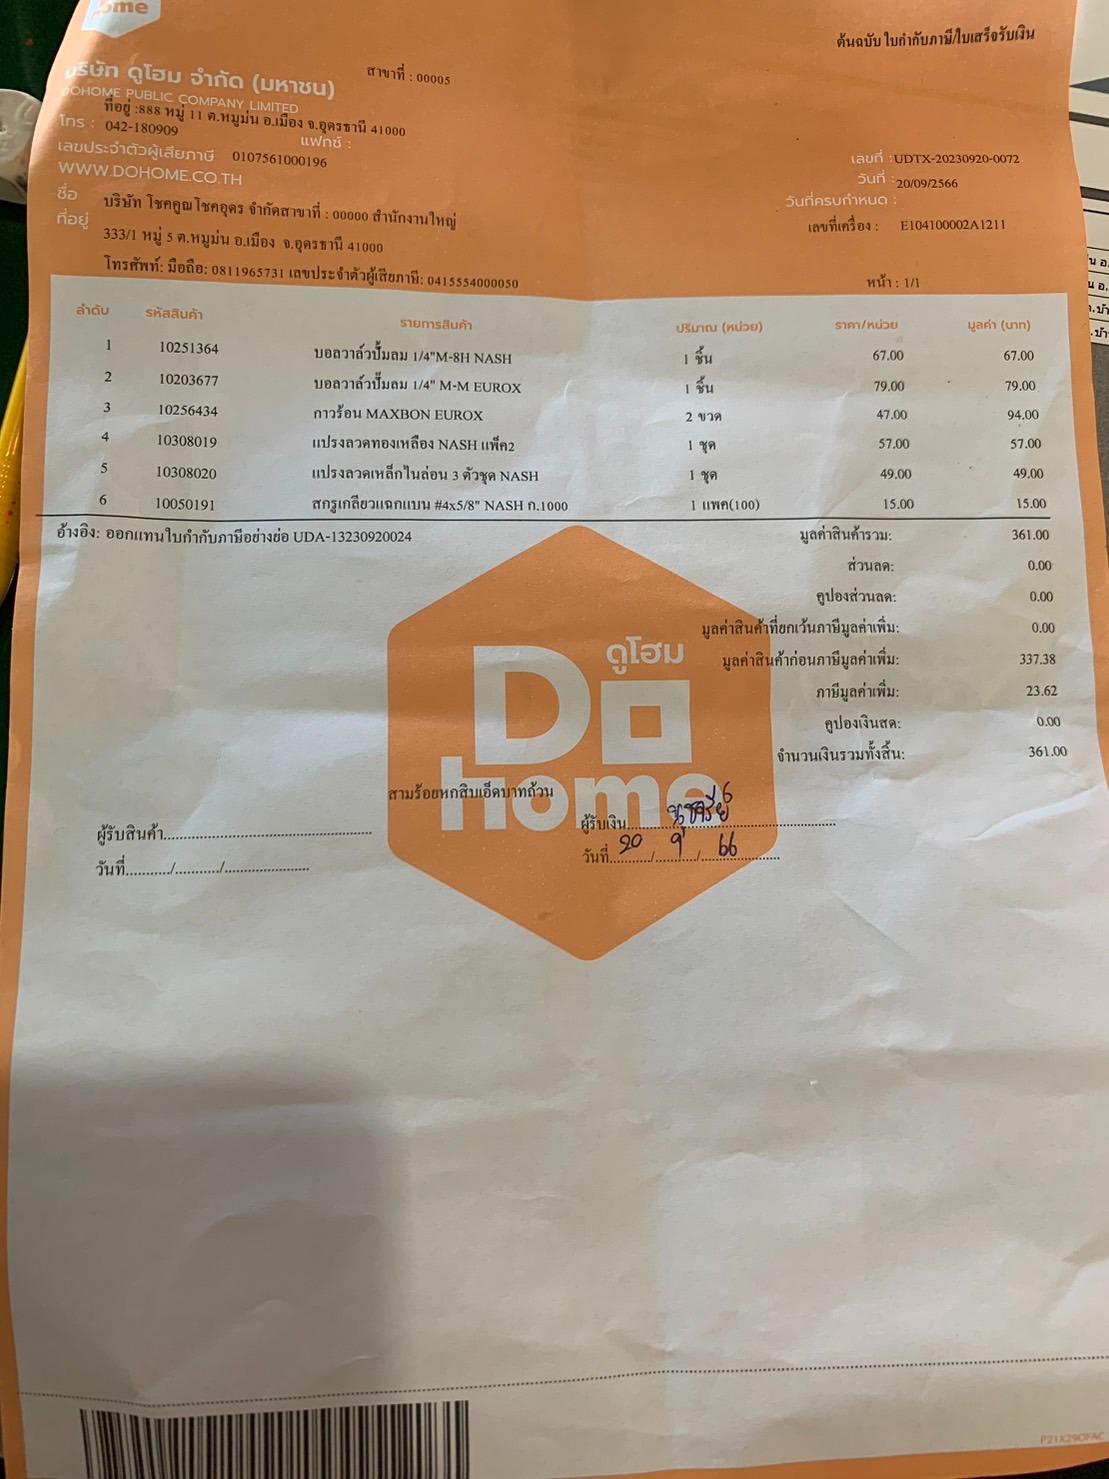 ome
ต้นฉบับ ใบกำกับภาษี/ใบเสร็จรับเงิน
บริษัท ดูโฮม จำกัด (มหาชน) สาขาที่ : 00005
DOHOME PUBLIC COMPANY LIMITED
ที่อยู่ :888 หมู่ 11 ต.หมูม่น อ.เมือง จ.อุดรธานี 41000
โทร : 042-180909 แฟกซ์ :
เลขประจำตัวผู้เสียภาษี 0107561000196
WWW.DOHOME.CO.TH
เลขที่ : UDTX-20230920-0072
วันที่ : 20/09/2566
วันที่ครบกำหนด :
เลขที่เครื่อง : E104100002A1211
ชื่อ บริษัท โชคคูณโชคอุดร จำกัดสาขาที่ : 00000 สำนักงานใหญ่
ที่อยู่ 333/1 หมู่ 5 ต.หมูม่น อ.เมือง จ.อุดรธานี 41000
โทรศัพท์: มือถือ: 0811965731 เลขประจำตัวผู้เสียภาษี: 0415554000050
หน้า : 1/1
ลำดับ รหัสสินค้า รายการสินค้า ปริมาณ (หน่วย) ราคา/หน่วย มูลค่า (บาท)
1 10251364 บอลวาล์วปั๊มลม 1/4"M-8H NASH 1 ชิ้น 67.00 67.00
2 10203677 บอลวาล์วปั๊มลม 1/4" M-M EUROX 1 ชิ้น 79.00 79.00
3 10256434 กาวร้อน MAXBON EUROX 2 ขวด 47.00 94.00
4 10308019 แปรงลวดทองเหลือง NASH แพ็ค2 1 ชุด 57.00 57.00
5 10308020 แปรงลวดเหล็กไนล่อน 3 ตัวชุด NASH 1 ชุด 49.00 49.00
6 10050191 สกรูเกลียวแฉกแบน #4x5/8" NASH ก.1000 1 แพค(100) 15.00 15.00
อ้างอิง: ออกแทนใบกำกับภาษีอย่างย่อ UDA-13230920024
มูลค่าสินค้ารวม: 361.00
ส่วนลด: 0.00
คูปองส่วนลด: 0.00
มูลค่าสินค้าที่ยกเว้นภาษีมูลค่าเพิ่ม: 0.00
มูลค่าสินค้าก่อนภาษีมูลค่าเพิ่ม: 337.38
ภาษีมูลค่าเพิ่ม: 23.62
คูปองเงินสด: 0.00
จำนวนเงินรวมทั้งสิ้น: 361.00
ดูโฮม
Do
home
สามร้อยหกสิบเอ็ดบาทถ้วน
ผู้รับสินค้า ผู้รับเงิน
วันที่/ / วันที่ 20/9/66
P21X29OFAC